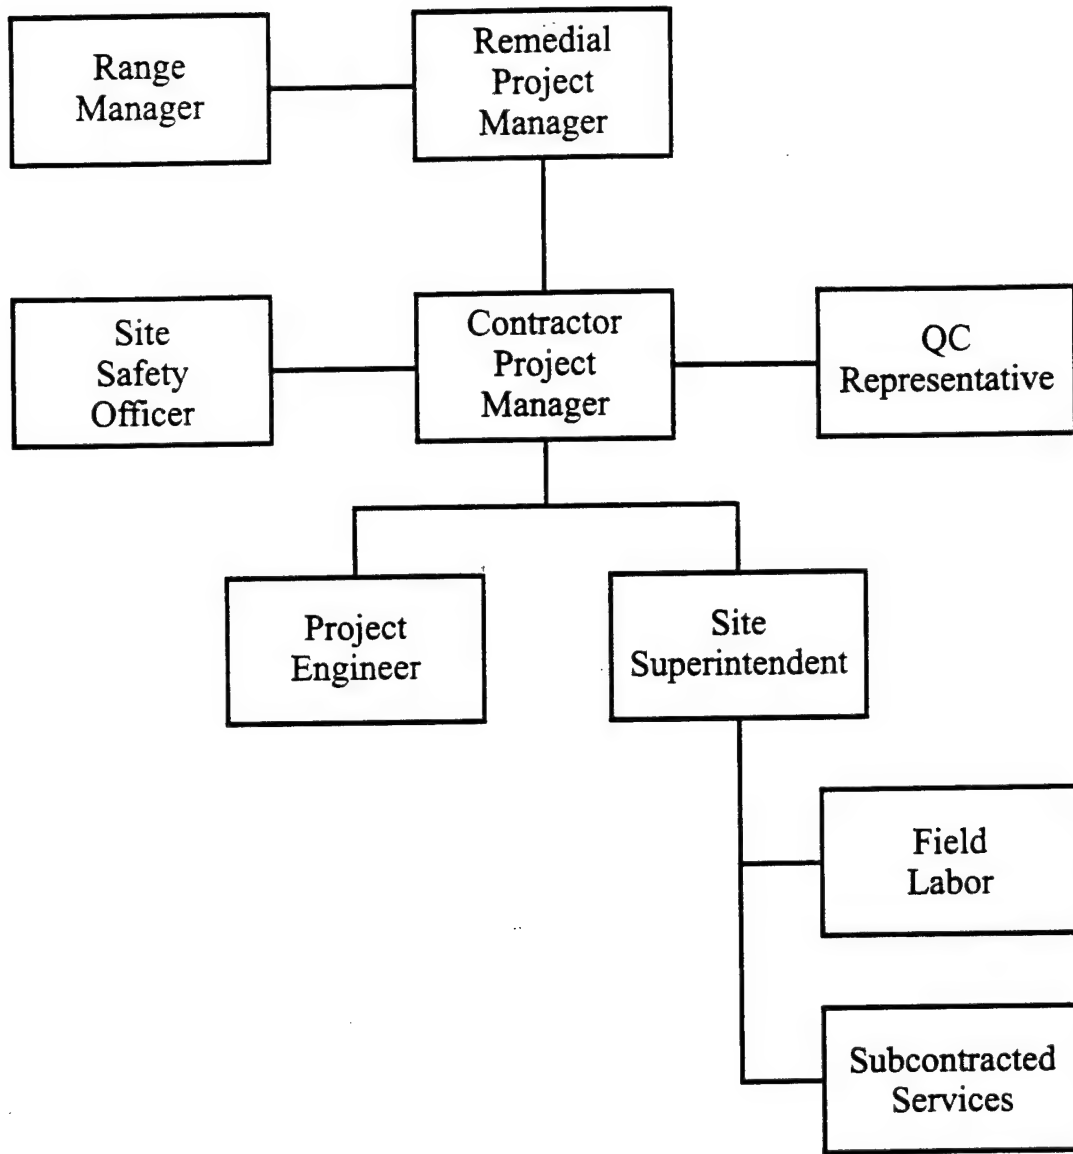 Range
Manager
Remedial
Project
Manager
Site
Safety
Officer
Contractor
Project
Manager
QC
Representative
Project
Engineer
Site
Superintendent
Field
Labor
Subcontracted
Services